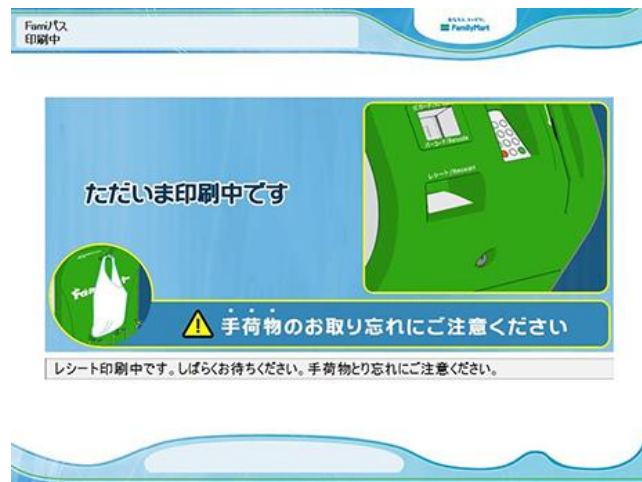 Famiパス
印刷中
FamilyMart
レシート/Receipt
ただいま印刷中です
手荷物のお取り忘れにご注意ください
レシート印刷中です。しばらくお待ちください。手荷物とり忘れにご注意ください。